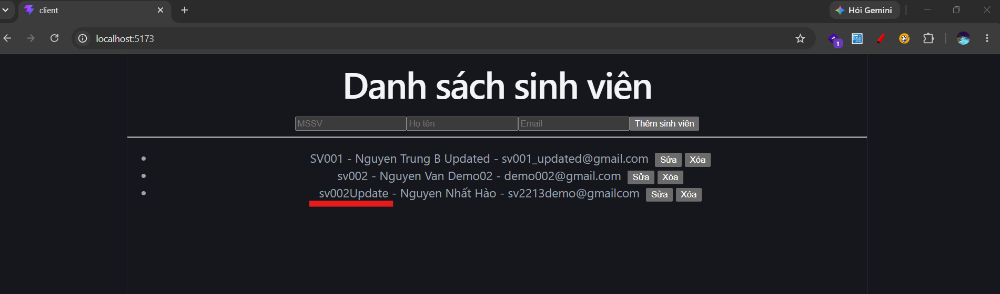 client
Hỏi Gemini
localhost:5173
1
Danh sách sinh viên
MSSV Họ tên Email Thêm sinh viên
SV001 - Nguyen Trung B Updated - sv001_updated@gmail.com Sửa Xóa
sv002 - Nguyen Van Demo02 - demo002@gmail.com Sửa Xóa
sv002Update - Nguyen Nhất Hào - sv2213demo@gmailcom Sửa Xóa